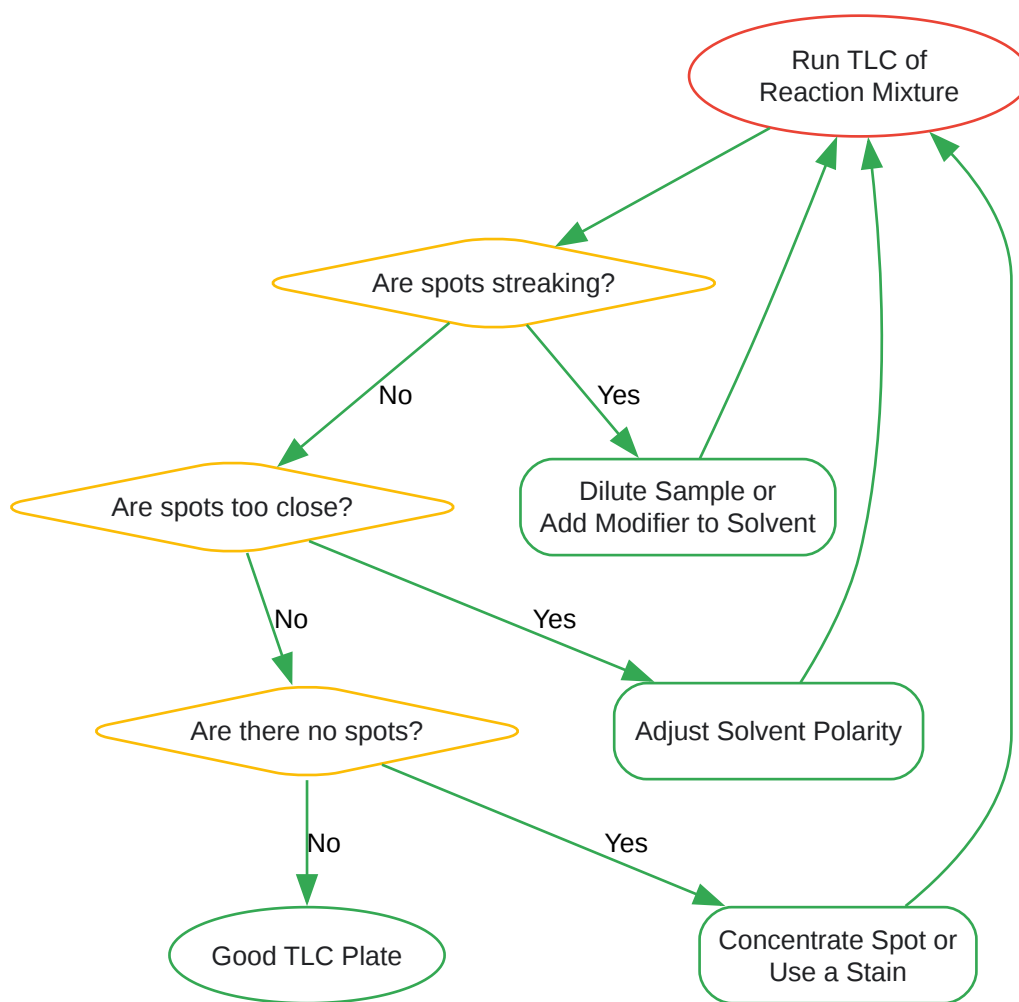 Run TLC of
Reaction Mixture
Are spots streaking?
No
Yes
Dilute Sample or
Add Modifier to Solvent
Are spots too close?
No
Yes
Adjust Solvent Polarity
Are there no spots?
No
Yes
Good TLC Plate
Concentrate Spot or
Use a Stain